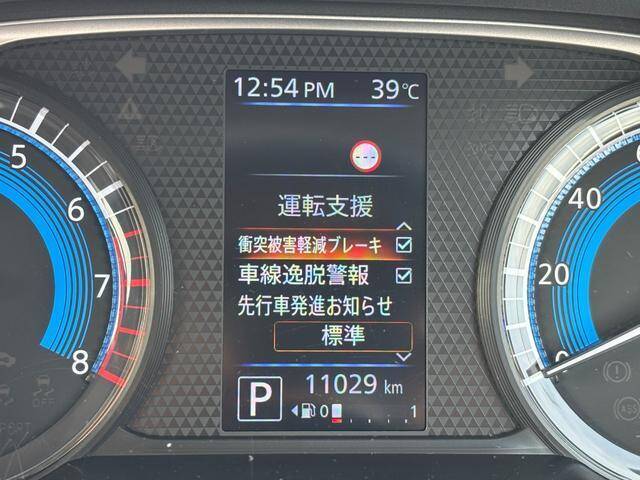 12:54 PM 39℃
---
運転支援
衝突被害軽減ブレーキ
車線逸脱警報
先行車発進お知らせ
標準
P 11029 km
0 1
5
6
7
8
40
20
0